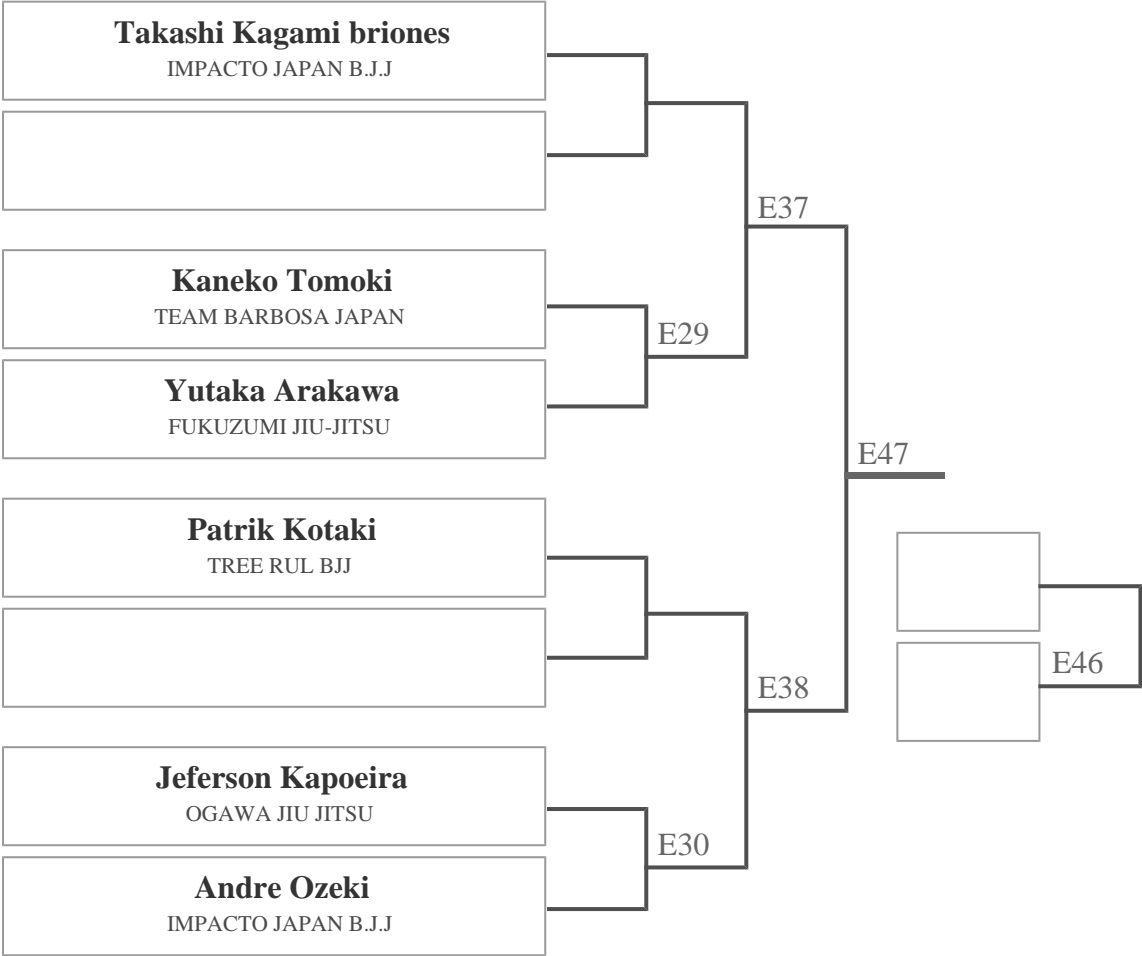 Takashi Kagami briones
IMPACTO JAPAN B.J.J
E37
Kaneko Tomoki
TEAM BARBOSA JAPAN
E29
Yutaka Arakawa
FUKUZUMI JIU-JITSU
E47
Patrik Kotaki
TREE RUL BJJ
E46
E38
Jeferson Kapoeira
OGAWA JIU JITSU
E30
Andre Ozeki
IMPACTO JAPAN B.J.J